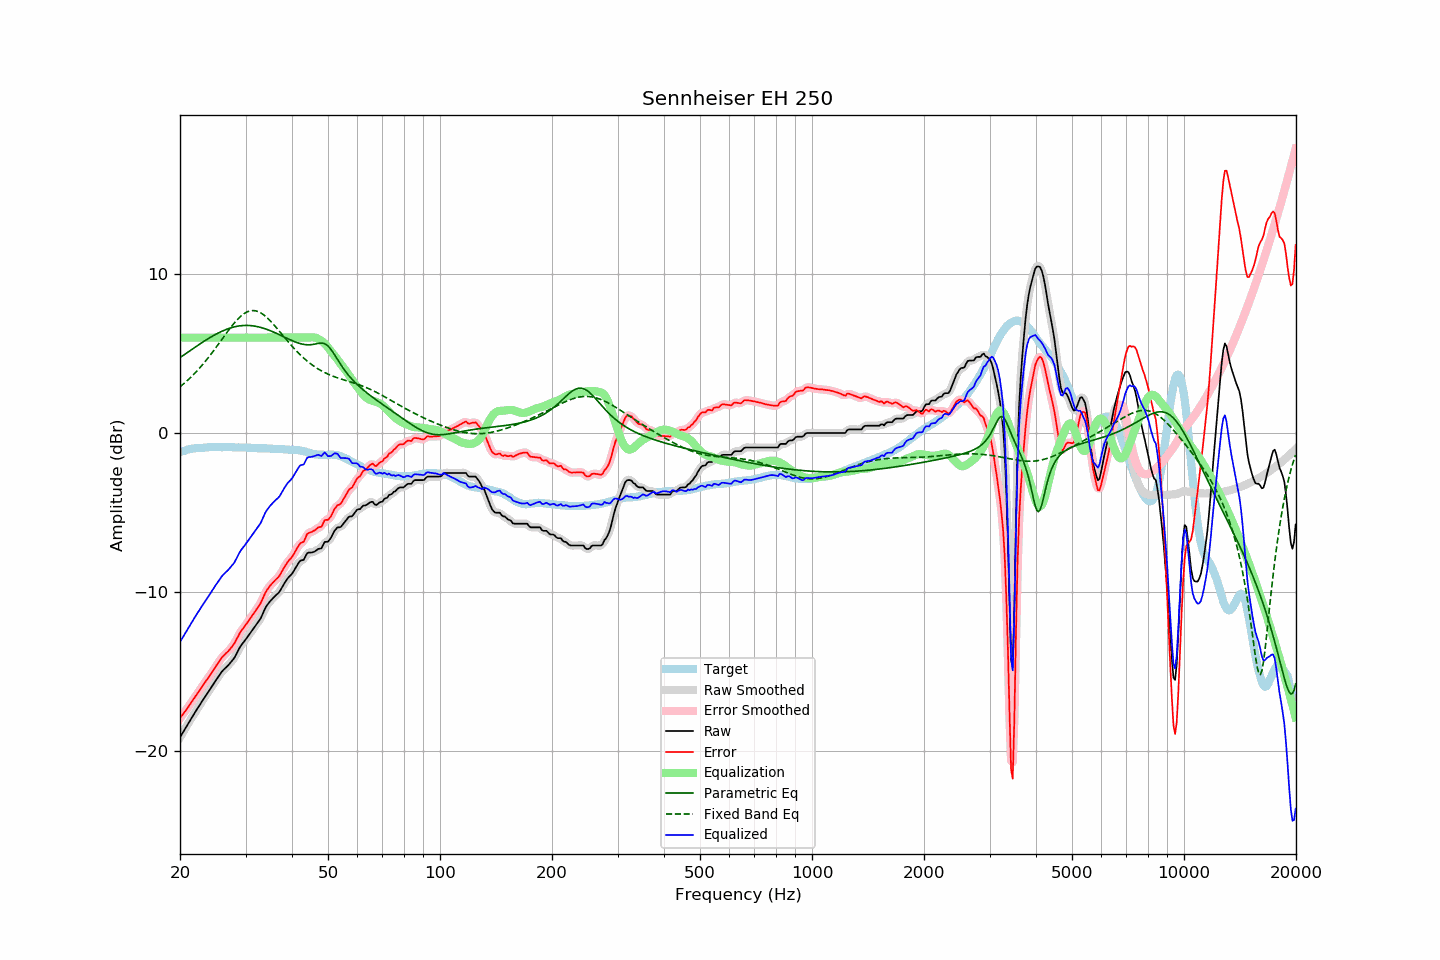 Sennheiser EH 250
Amplitude (dBr)
10
0
−10
−20
Target
Raw Smoothed
Error Smoothed
Raw
Error
Equalization
Parametric Eq
Fixed Band Eq
Equalized
20 50 100 200 500 1000 2000 5000 10000 20000
Frequency (Hz)